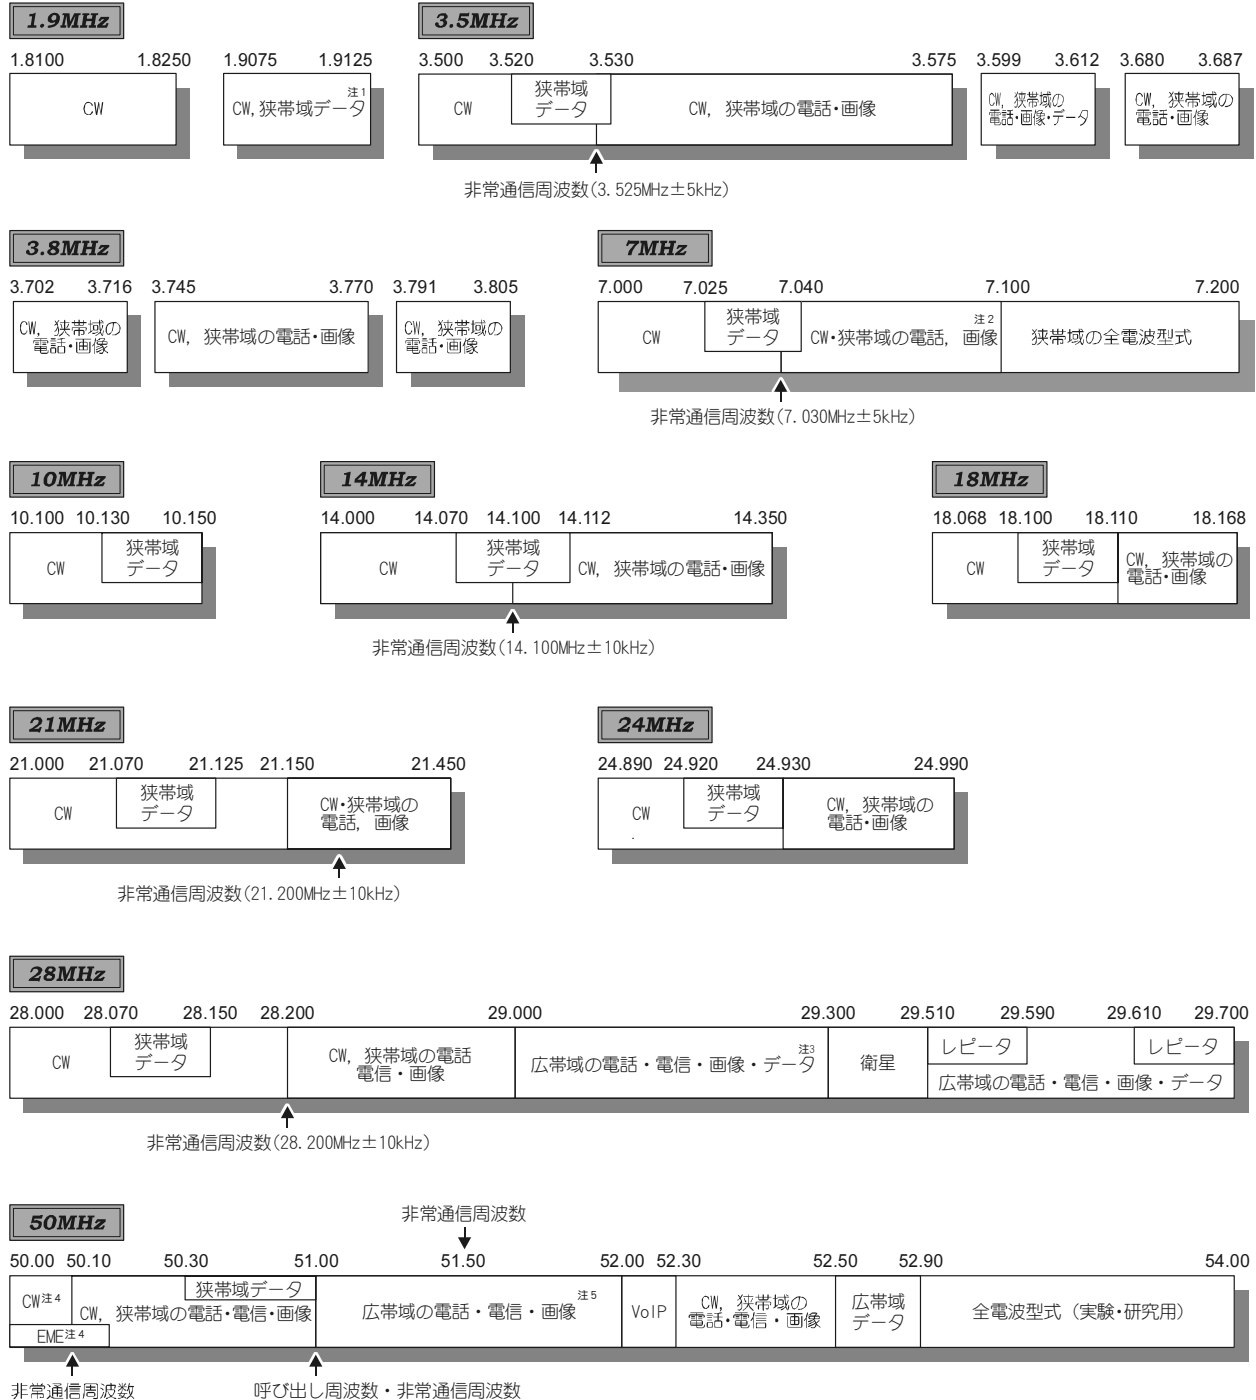 1.9MHz
1.8100 1.8250 1.9075 1.9125
CW
CW, 狭帯域データ 注1
3.5MHz
3.500 3.520 3.530 3.575 3.599 3.612 3.680 3.687
CW
狭帯域
データ
CW, 狭帯域の電話・画像
CW, 狭帯域の
電話・画像・データ
CW, 狭帯域の
電話・画像
非常通信周波数(3.525MHz±5kHz)
3.8MHz
3.702 3.716 3.745 3.770 3.791 3.805
CW, 狭帯域の
電話・画像
CW, 狭帯域の電話・画像
CW, 狭帯域の
電話・画像
7MHz
7.000 7.025 7.040 7.100 7.200
CW
狭帯域
データ
CW・狭帯域の電話, 画像 注2
狭帯域の全電波型式
非常通信周波数(7.030MHz±5kHz)
10MHz
10.100 10.130 10.150
CW
狭帯域
データ
14MHz
14.000 14.070 14.100 14.112 14.350
CW
狭帯域
データ
CW, 狭帯域の電話・画像
非常通信周波数(14.100MHz±10kHz)
18MHz
18.068 18.100 18.110 18.168
CW
狭帯域
データ
CW, 狭帯域の
電話・画像
21MHz
21.000 21.070 21.125 21.150 21.450
CW
狭帯域
データ
CW・狭帯域の
電話, 画像
非常通信周波数(21.200MHz±10kHz)
24MHz
24.890 24.920 24.930 24.990
CW
狭帯域
データ
CW, 狭帯域の
電話・画像
28MHz
28.000 28.070 28.150 28.200 29.000 29.300 29.510 29.590 29.610 29.700
CW
狭帯域
データ
CW, 狭帯域の電話
電信・画像
広帯域の電話・電信・画像・データ 注3
衛星
レピータ
レピータ
広帯域の電話・電信・画像・データ
非常通信周波数(28.200MHz±10kHz)
50MHz
非常通信周波数
50.00 50.10 50.30 51.00 51.50 52.00 52.30 52.50 52.90 54.00
CW注4
EME注4
狭帯域データ
CW, 狭帯域の電話・電信・画像
広帯域の電話・電信・画像 注5
VoIP
CW, 狭帯域の
電話・電信・画像
広帯域
データ
全電波型式（実験・研究用）
非常通信周波数
呼び出し周波数・非常通信周波数